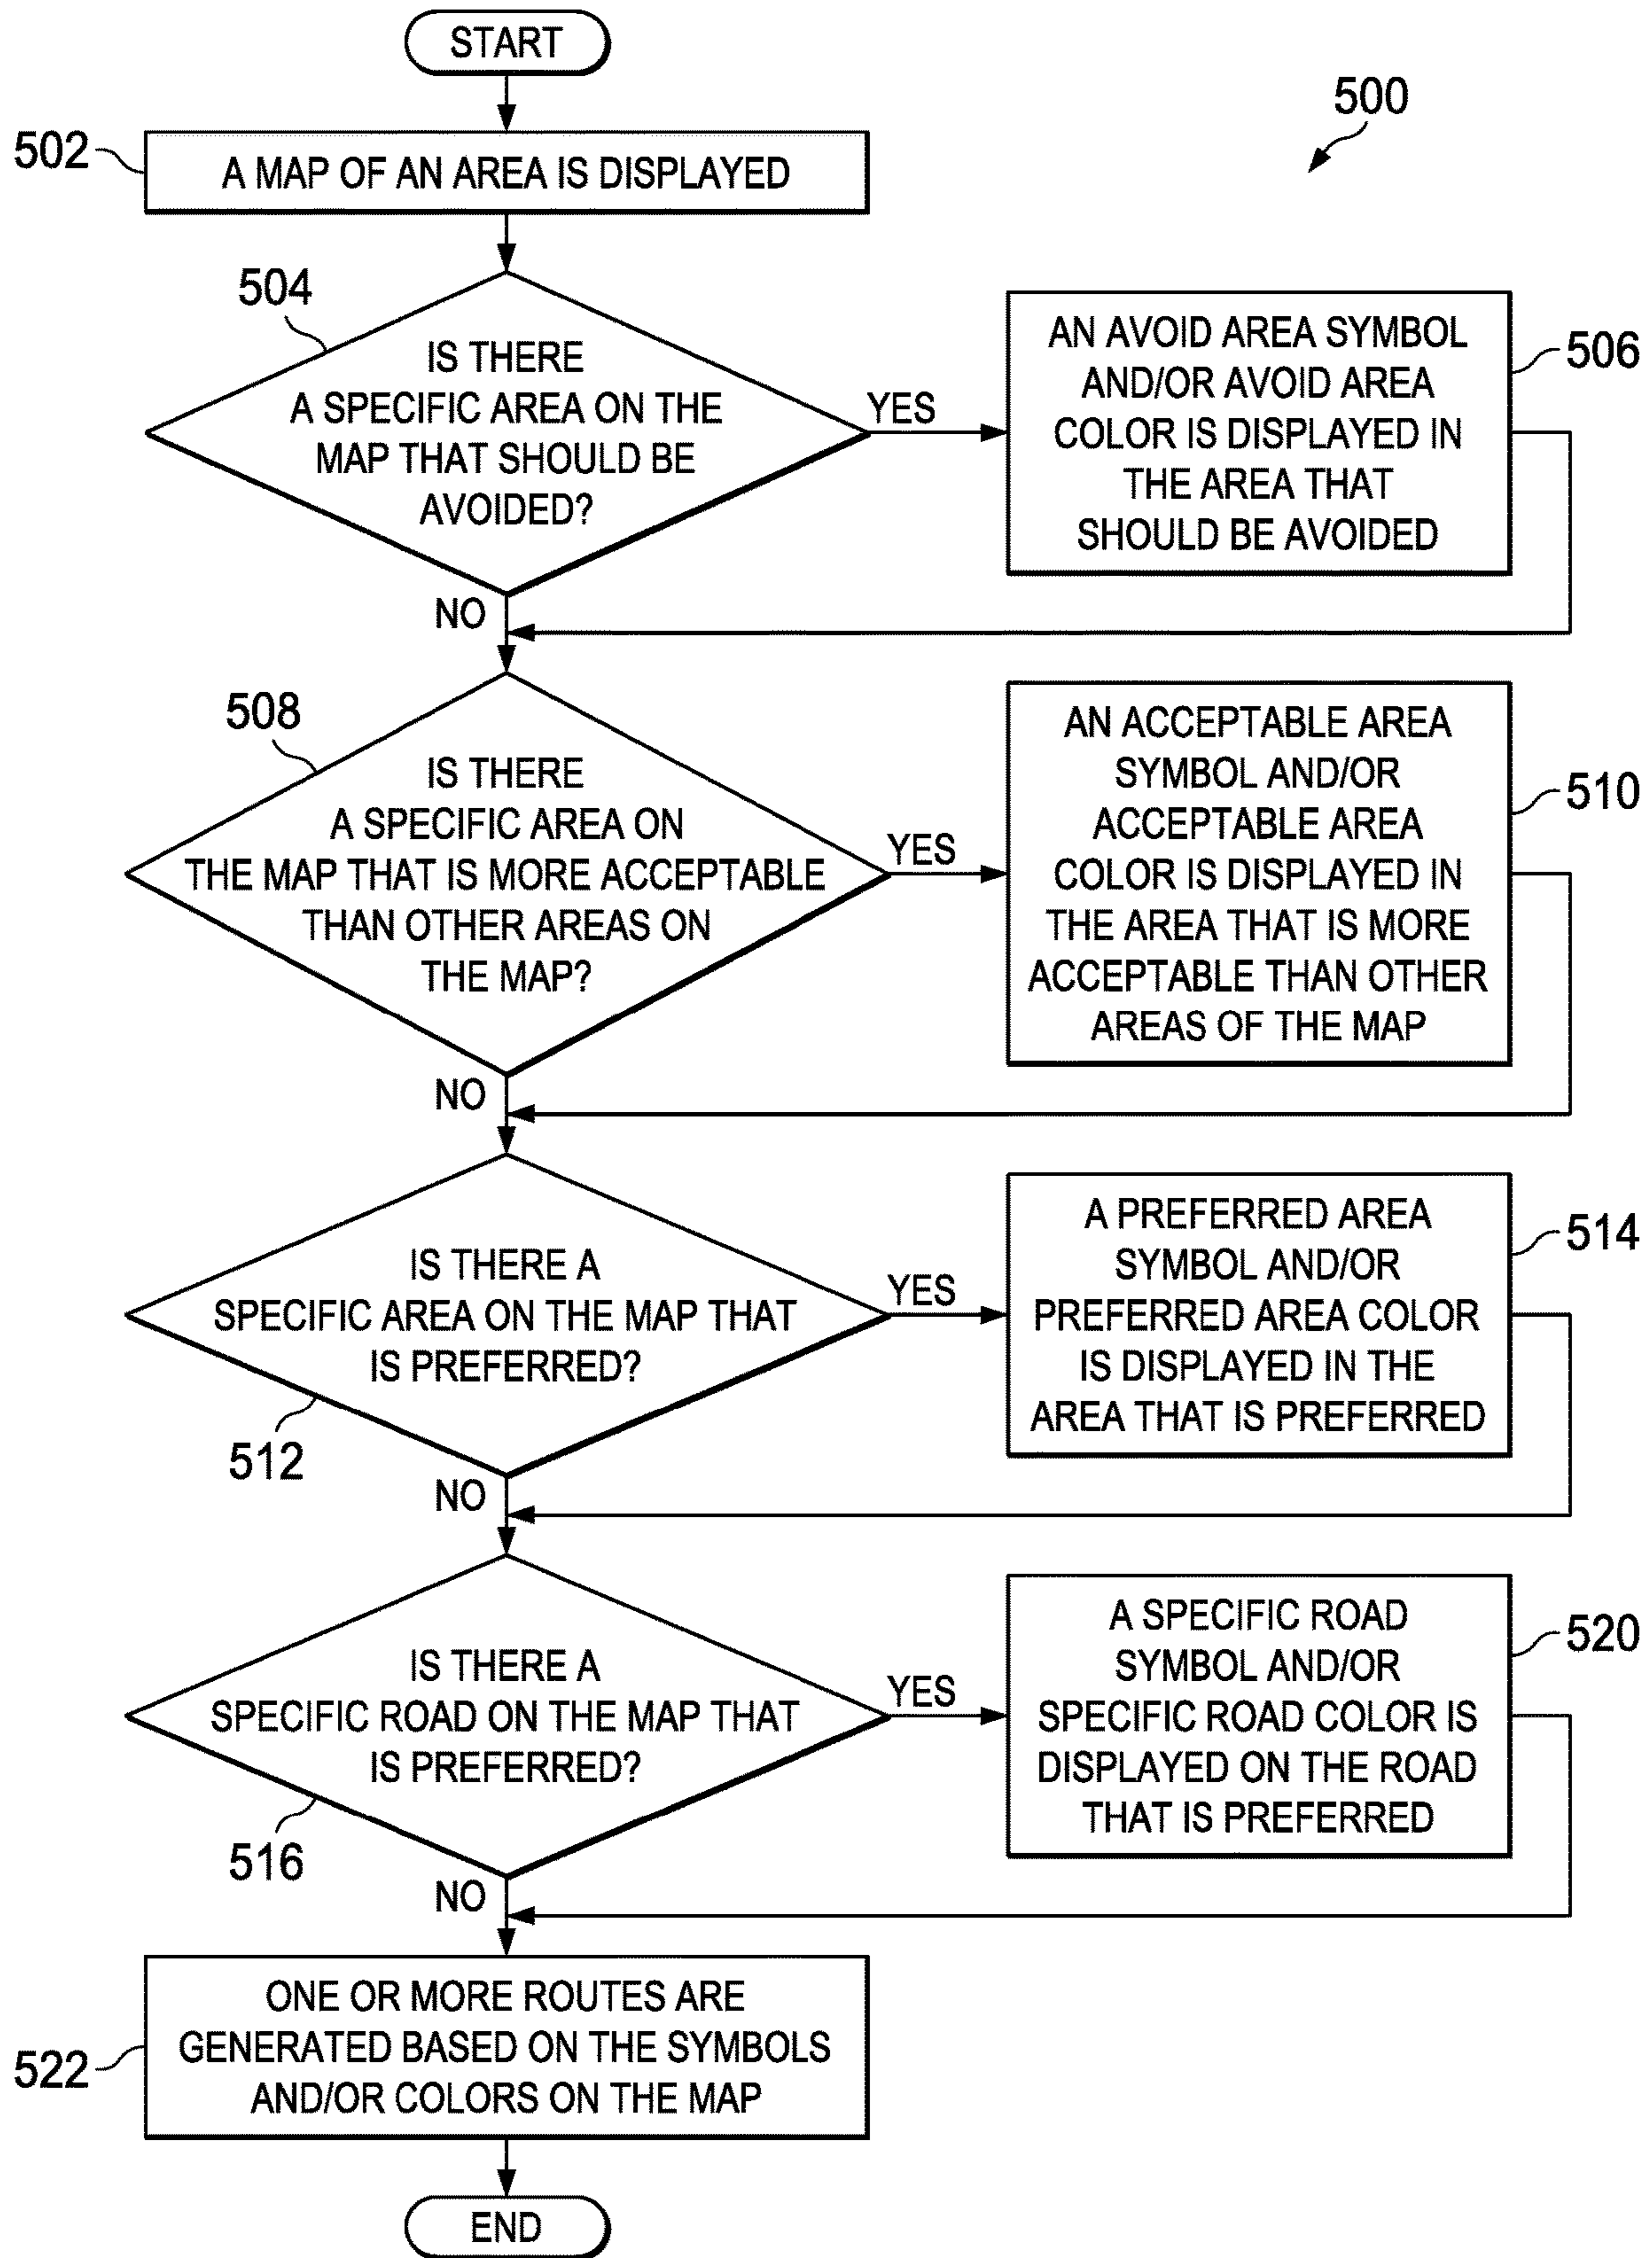 START
500
502
A MAP OF AN AREA IS DISPLAYED
504
IS THERE
A SPECIFIC AREA ON THE
MAP THAT SHOULD BE
AVOIDED?
YES
NO
AN AVOID AREA SYMBOL
AND/OR AVOID AREA
COLOR IS DISPLAYED IN
THE AREA THAT
SHOULD BE AVOIDED
506
508
IS THERE
A SPECIFIC AREA ON
THE MAP THAT IS MORE ACCEPTABLE
THAN OTHER AREAS ON
THE MAP?
YES
NO
AN ACCEPTABLE AREA
SYMBOL AND/OR
ACCEPTABLE AREA
COLOR IS DISPLAYED IN
THE AREA THAT IS MORE
ACCEPTABLE THAN OTHER
AREAS OF THE MAP
510
IS THERE A
SPECIFIC AREA ON THE MAP THAT
IS PREFERRED?
512
YES
NO
A PREFERRED AREA
SYMBOL AND/OR
PREFERRED AREA COLOR
IS DISPLAYED IN THE
AREA THAT IS PREFERRED
514
IS THERE A
SPECIFIC ROAD ON THE MAP THAT
IS PREFERRED?
516
YES
NO
A SPECIFIC ROAD
SYMBOL AND/OR
SPECIFIC ROAD COLOR IS
DISPLAYED ON THE ROAD
THAT IS PREFERRED
520
522
ONE OR MORE ROUTES ARE
GENERATED BASED ON THE SYMBOLS
AND/OR COLORS ON THE MAP
END